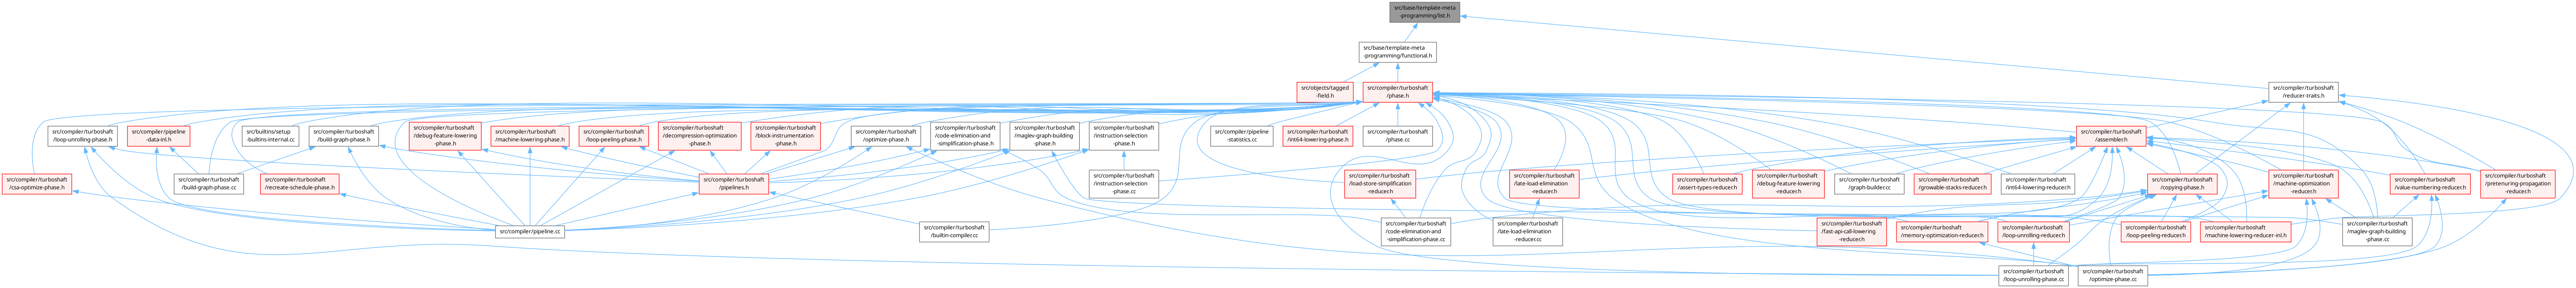 src/base/template-meta
-programming/list.h
src/base/template-meta
-programming/functional.h
src/objects/tagged
-field.h
src/compiler/turboshaft
/phase.h
src/compiler/turboshaft
/reducer-traits.h
src/compiler/turboshaft
/loop-unrolling-phase.h
src/compiler/pipeline
-data-inl.h
src/builtins/setup
-builtins-internal.cc
src/compiler/turboshaft
/build-graph-phase.h
src/compiler/turboshaft
/debug-feature-lowering
-phase.h
src/compiler/turboshaft
/machine-lowering-phase.h
src/compiler/turboshaft
/loop-peeling-phase.h
src/compiler/turboshaft
/decompression-optimization
-phase.h
src/compiler/turboshaft
/block-instrumentation
-phase.h
src/compiler/turboshaft
/optimize-phase.h
src/compiler/turboshaft
/code-elimination-and
-simplification-phase.h
src/compiler/turboshaft
/maglev-graph-building
-phase.h
src/compiler/turboshaft
/instruction-selection
-phase.h
src/compiler/pipeline
-statistics.cc
src/compiler/turboshaft
/int64-lowering-phase.h
src/compiler/turboshaft
/phase.cc
src/compiler/turboshaft
/assembler.h
src/compiler/turboshaft
/csa-optimize-phase.h
src/compiler/turboshaft
/build-graph-phase.cc
src/compiler/turboshaft
/recreate-schedule-phase.h
src/compiler/turboshaft
/pipelines.h
src/compiler/turboshaft
/instruction-selection
-phase.cc
src/compiler/turboshaft
/load-store-simplification
-reducer.h
src/compiler/turboshaft
/late-load-elimination
-reducer.h
src/compiler/turboshaft
/assert-types-reducer.h
src/compiler/turboshaft
/debug-feature-lowering
-reducer.h
src/compiler/turboshaft
/graph-builder.cc
src/compiler/turboshaft
/growable-stacks-reducer.h
src/compiler/turboshaft
/int64-lowering-reducer.h
src/compiler/turboshaft
/copying-phase.h
src/compiler/turboshaft
/machine-optimization
-reducer.h
src/compiler/turboshaft
/value-numbering-reducer.h
src/compiler/turboshaft
/pretenuring-propagation
-reducer.h
src/compiler/pipeline.cc
src/compiler/turboshaft
/builtin-compiler.cc
src/compiler/turboshaft
/code-elimination-and
-simplification-phase.cc
src/compiler/turboshaft
/late-load-elimination
-reducer.cc
src/compiler/turboshaft
/fast-api-call-lowering
-reducer.h
src/compiler/turboshaft
/memory-optimization-reducer.h
src/compiler/turboshaft
/loop-unrolling-reducer.h
src/compiler/turboshaft
/loop-peeling-reducer.h
src/compiler/turboshaft
/machine-lowering-reducer-inl.h
src/compiler/turboshaft
/maglev-graph-building
-phase.cc
src/compiler/turboshaft
/loop-unrolling-phase.cc
src/compiler/turboshaft
/optimize-phase.cc